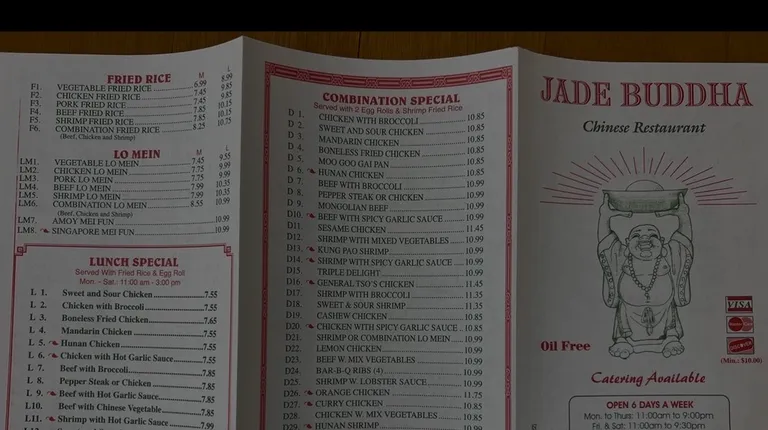 FRIED RICE
M L
F1. VEGETABLE FRIED RICE 6.99 8.99
F2. CHICKEN FRIED RICE 7.45 9.85
F3. PORK FRIED RICE 7.45 9.85
F4. BEEF FRIED RICE 7.85 10.15
F5. SHRIMP FRIED RICE 7.85 10.15
F6. COMBINATION FRIED RICE 8.25 10.75
(Beef, Chicken and Shrimp)
LO MEIN
M L
LM1. VEGETABLE LO MEIN 7.45 9.55
LM2. CHICKEN LO MEIN 7.75 9.99
LM3. PORK LO MEIN 7.75 9.99
LM4. BEEF LO MEIN 7.99 10.35
LM5. SHRIMP LO MEIN 7.99 10.35
LM6. COMBINATION LO MEIN 8.55 10.99
(Beef, Chicken and Shrimp)
LM7. AMOY MEI FUN 10.99
LM8. SINGAPORE MEI FUN 10.99
LUNCH SPECIAL
Served With Fried Rice & Egg Roll
Mon. – Sat.: 11:00 am - 3:00 pm
L 1. Sweet and Sour Chicken 7.55
L 2. Chicken with Broccoli 7.55
L 3. Boneless Fried Chicken 7.65
L 4. Mandarin Chicken 7.55
L 5. Hunan Chicken 7.55
L 6. Chicken with Hot Garlic Sauce 7.55
L 7. Beef with Broccoli 7.85
L 8. Pepper Steak or Chicken 7.85
L 9. Beef with Hot Garlic Sauce 7.85
L10. Beef with Chinese Vegetable 7.85
L11. Shrimp with Hot Garlic Sauce 7.99
COMBINATION SPECIAL
Served with 2 Egg Rolls & Shrimp Fried Rice
D 1. CHICKEN WITH BROCCOLI 10.85
D 2. SWEET AND SOUR CHICKEN 10.85
D 3. MANDARIN CHICKEN 10.85
D 4. BONELESS FRIED CHICKEN 10.85
D 5. MOO GOO GAI PAN 10.85
D 6. HUNAN CHICKEN 10.85
D 7. BEEF WITH BROCCOLI 10.99
D 8. PEPPER STEAK OR CHICKEN 10.99
D 9. MONGOLIAN BEEF 10.99
D10. BEEF WITH SPICY GARLIC SAUCE 10.99
D11. SESAME CHICKEN 11.45
D12. SHRIMP WITH MIXED VEGETABLES 10.99
D13. KUNG PAO SHRIMP 10.99
D14. SHRIMP WITH SPICY GARLIC SAUCE 10.99
D15. TRIPLE DELIGHT 10.99
D16. GENERAL TSO'S CHICKEN 11.45
D17. SHRIMP WITH BROCCOLI 11.35
D18. SWEET & SOUR SHRIMP 11.35
D19. CASHEW CHICKEN 10.85
D20. CHICKEN WITH SPICY GARLIC SAUCE 10.85
D21. SHRIMP OR COMBINATION LO MEIN 10.99
D22. LEMON CHICKEN 10.99
D23. BEEF W. MIX VEGETABLES 10.99
D24. BAR-B-Q RIBS (4) 10.99
D25. SHRIMP W. LOBSTER SAUCE 10.99
D26. ORANGE CHICKEN 11.75
D27. CURRY CHICKEN 10.85
D28. CHICKEN W. MIX VEGETABLES 10.85
D29. HUNAN SHRIMP 10.99
JADE BUDDHA
Chinese Restaurant
VISA
DISCOVER
(Min.: $10.00)
Oil Free
Catering Available
OPEN 6 DAYS A WEEK
Mon. to Thurs: 11:00am to 9:00pm
Fri. & Sat.: 11:00am to 9:30pm